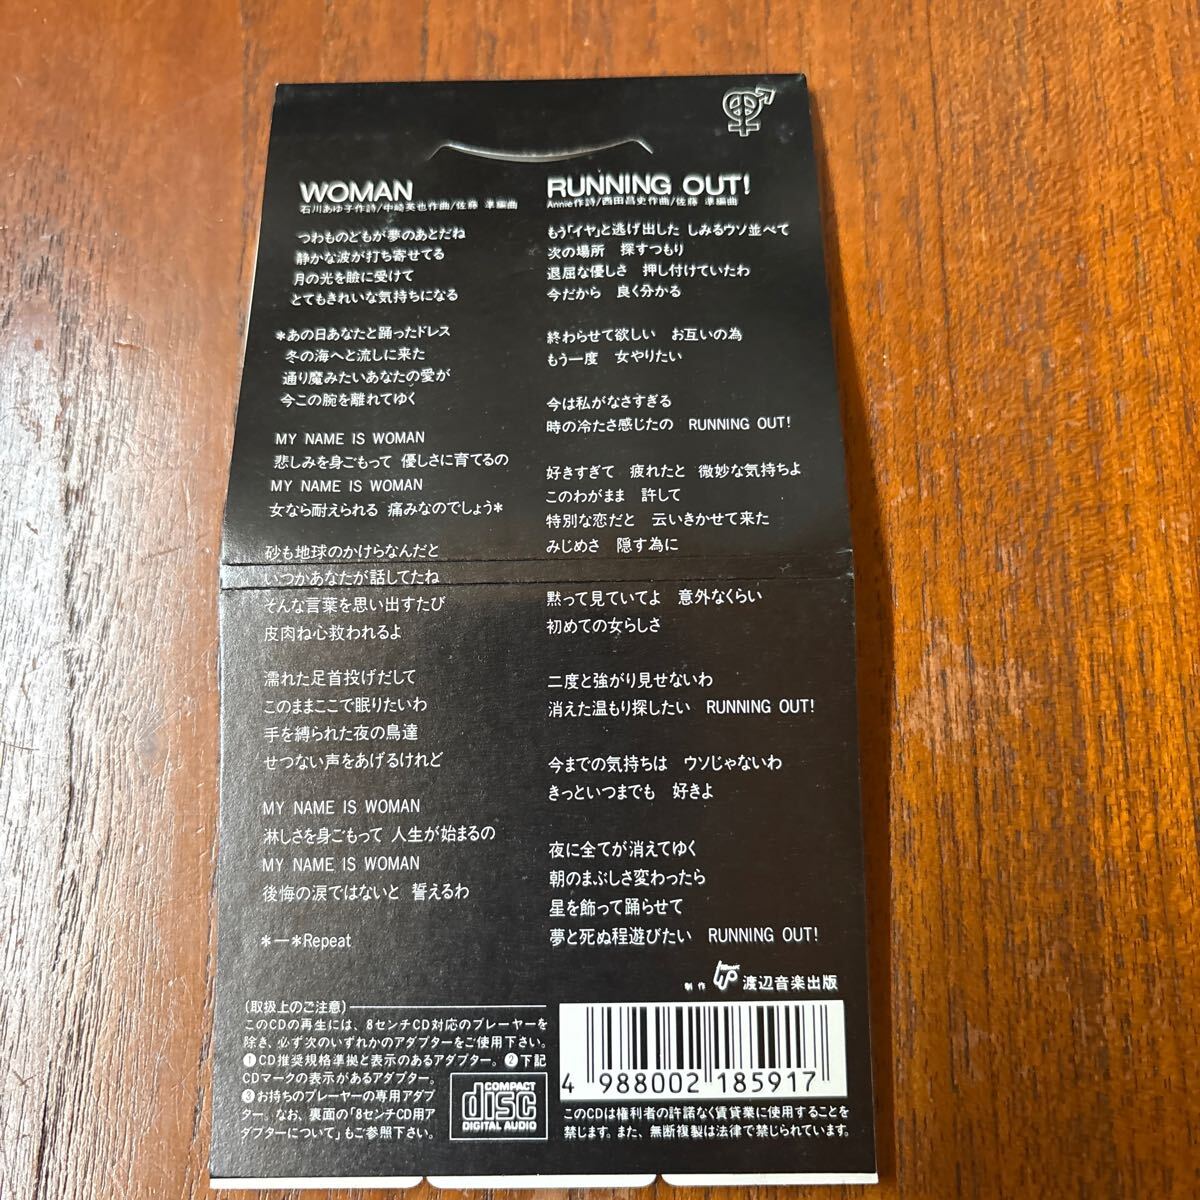 WOMAN
石川あゆ子作詩/中崎英也作曲/佐藤 準編曲
つわものどもが夢のあとだね
静かな波が打ち寄せてる
月の光を瞼に受けて
とてもきれいな気持ちになる
*あの日あなたと踊ったドレス
冬の海へと流しに来た
通り魔みたいあなたの愛が
今この腕を離れてゆく
MY NAME IS WOMAN
悲しみを身ごもって 優しさに育てるの
MY NAME IS WOMAN
女なら耐えられる 痛みなのでしょう*
砂も地球のかけらなんだと
いつかあなたが話してたね
そんな言葉を思い出すたび
皮肉ね心救われるよ
濡れた足首投げだして
このままここで眠りたいわ
手を縛られた夜の鳥達
せつない声をあげるけれど
MY NAME IS WOMAN
淋しさを身ごもって 人生が始まるの
MY NAME IS WOMAN
後悔の涙ではないと 誓えるわ
*—*Repeat
RUNNING OUT!
Annie作詩/西田昌史作曲/佐藤 準編曲
もう「イヤ」と逃げ出した しみるウソ並べて
次の場所 探すつもり
退屈な優しさ 押し付けていたわ
今だから 良く分かる
終わらせて欲しい お互いの為
もう一度 女やりたい
今は私がなさすぎる
時の冷たさ感じたの RUNNING OUT!
好きすぎて 疲れたと 微妙な気持ちよ
このわがまま 許して
特別な恋だと 云いきかせて来た
みじめさ 隠す為に
黙って見ていてよ 意外なくらい
初めての女らしさ
二度と強がり見せないわ
消えた温もり探したい RUNNING OUT!
今までの気持ちは ウソじゃないわ
きっといつまでも 好きよ
夜に全てが消えてゆく
朝のまぶしさ変わったら
星を飾って踊らせて
夢と死ぬ程遊びたい RUNNING OUT!
制作 渡辺音楽出版
(取扱上のご注意)
このCDの再生には、8センチCD対応のプレーヤーを
除き、必ず次のいずれかのアダプターをご使用下さい。
❶CD推奨規格準拠と表示のあるアダプター。❷下記
CDマークの表示があるアダプター。
❸お持ちのプレーヤーの専用アダプ
ター。なお、裏面の「8センチCD用ア
ダプターについて」もご参照下さい。
COMPACT
disc
DIGITAL AUDIO
4 988002 185917
このCDは権利者の許諾なく賃貸業に使用することを
禁じます。また、無断複製は法律で禁じられています。